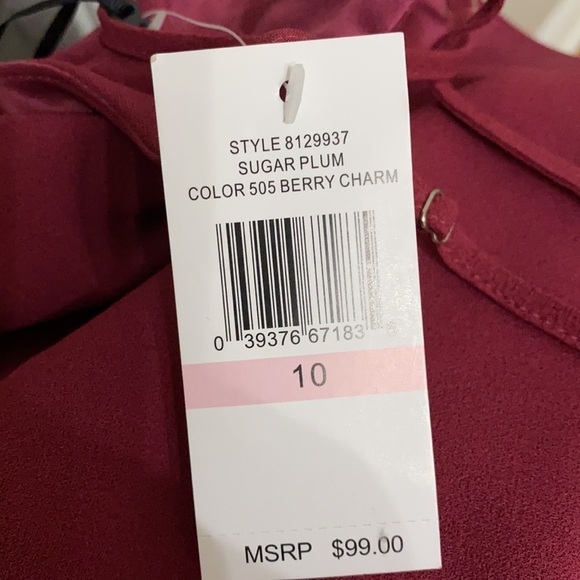 STYLE 8129937
SUGAR PLUM
COLOR 505 BERRY CHARM
0 39376 67183
10
MSRP $99.00